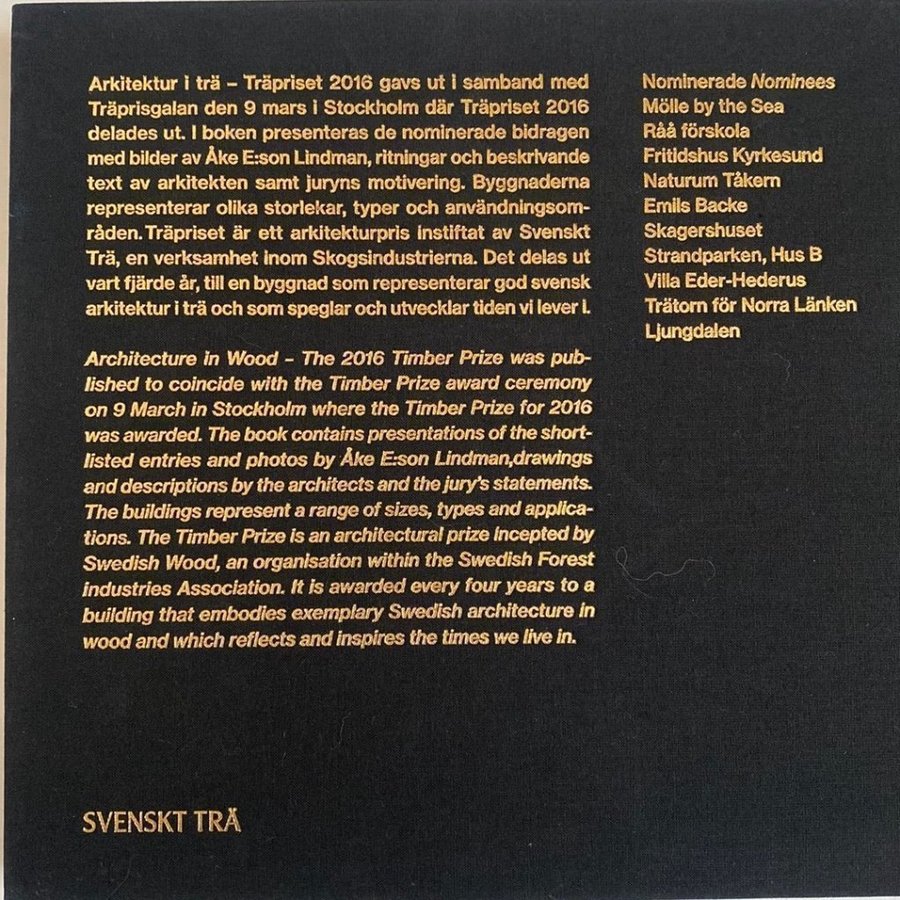 Arkitektur i trä – Träpriset 2016 gavs ut i samband med
Träprisgalan den 9 mars i Stockholm där Träpriset 2016
delades ut. I boken presenteras de nominerade bidragen
med bilder av Åke E:son Lindman, ritningar och beskrivande
text av arkitekten samt juryns motivering. Byggnaderna
representerar olika storlekar, typer och användningsom-
råden. Träpriset är ett arkitekturpris instiftat av Svenskt
Trä, en verksamhet inom Skogsindustrierna. Det delas ut
vart fjärde år, till en byggnad som representerar god svensk
arkitektur i trä och som speglar och utvecklar tiden vi lever i.
Architecture in Wood – The 2016 Timber Prize was pub-
lished to coincide with the Timber Prize award ceremony
on 9 March in Stockholm where the Timber Prize for 2016
was awarded. The book contains presentations of the short-
listed entries and photos by Åke E:son Lindman,drawings
and descriptions by the architects and the jury's statements.
The buildings represent a range of sizes, types and applica-
tions. The Timber Prize is an architectural prize incepted by
Swedish Wood, an organisation within the Swedish Forest
Industries Association. It is awarded every four years to a
building that embodies exemplary Swedish architecture in
wood and which reflects and inspires the times we live in.
Nominerade Nominees
Mölle by the Sea
Råå förskola
Fritidshus Kyrkesund
Naturum Tåkern
Emils Backe
Skagershuset
Strandparken, Hus B
Villa Eder-Hederus
Trätorn för Norra Länken
Ljungdalen
SVENSKT TRÄ